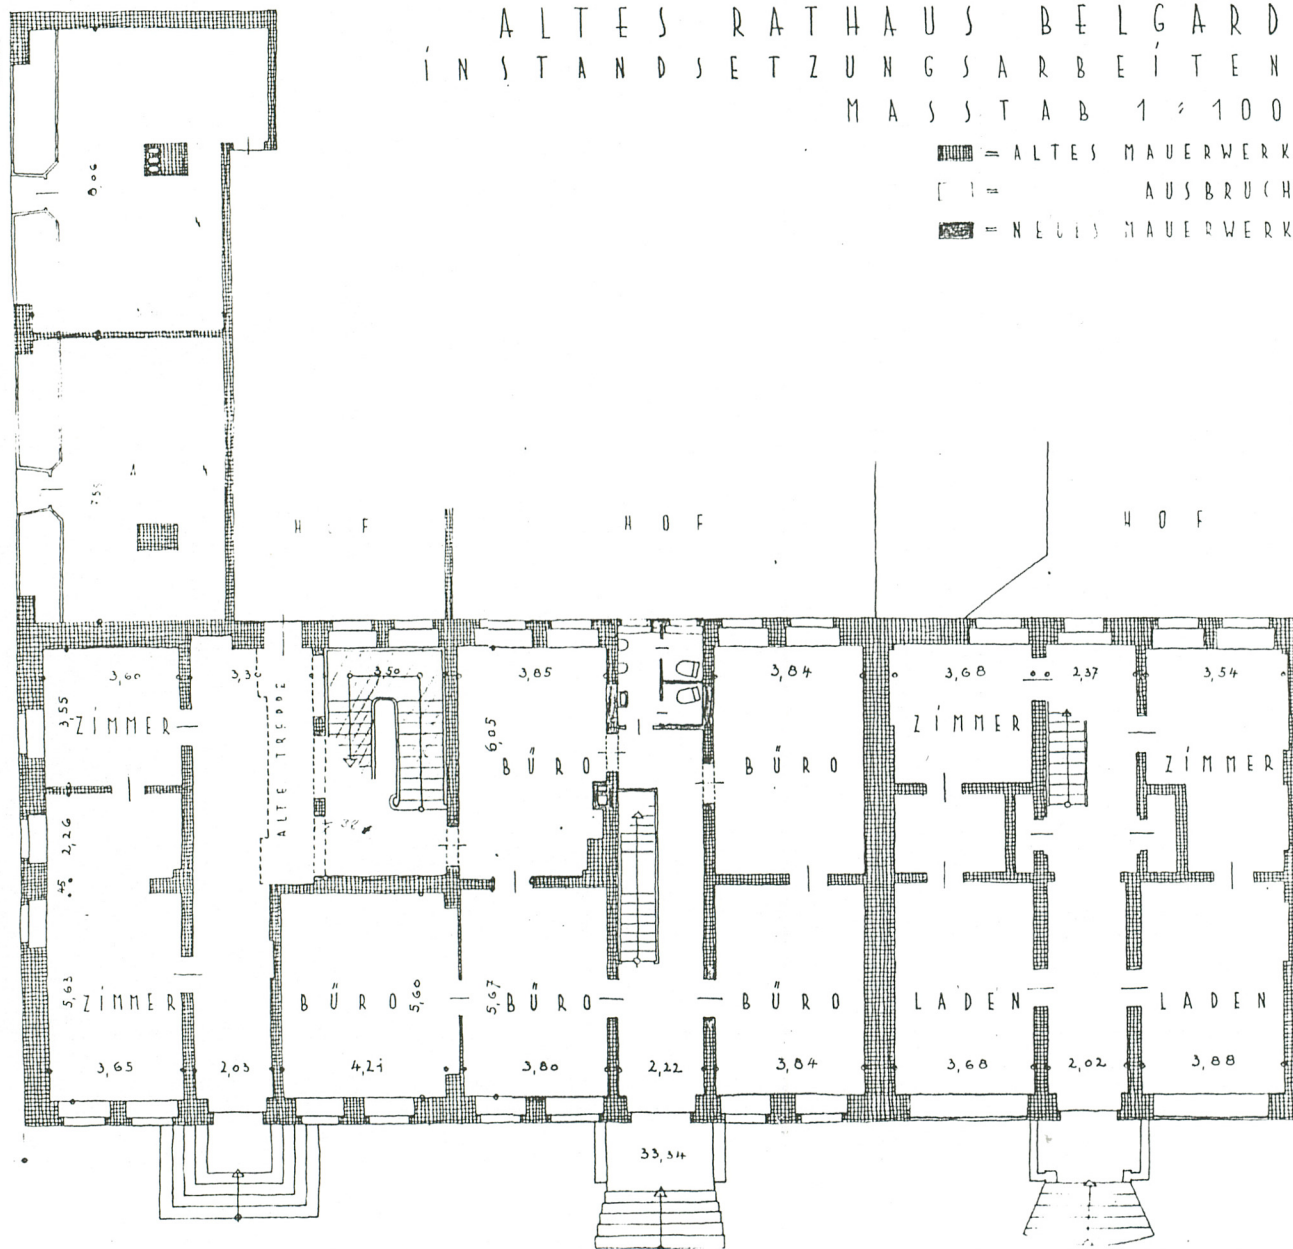 ALTES RATHAUS BELGARD
INSTANDSETZUNGSARBEITEN
MASSTAB 1:100
= ALTES MAUERWERK
= AUSBRUCH
= NEUES MAUERWERK
HOF
HOF
HOF
3,60
3,50
3,85
3,84
3,68
2,37
3,54
3,55
ZIMMER
ALTE TREPPE
6,05
BÜRO
BÜRO
ZIMMER
ZIMMER
2,26
45
5,63
ZIMMER
BÜRO
5,60
5,67
BÜRO
BÜRO
LADEN
LADEN
3,65
2,03
4,21
3,80
2,22
3,84
3,68
2,02
3,88
33,34